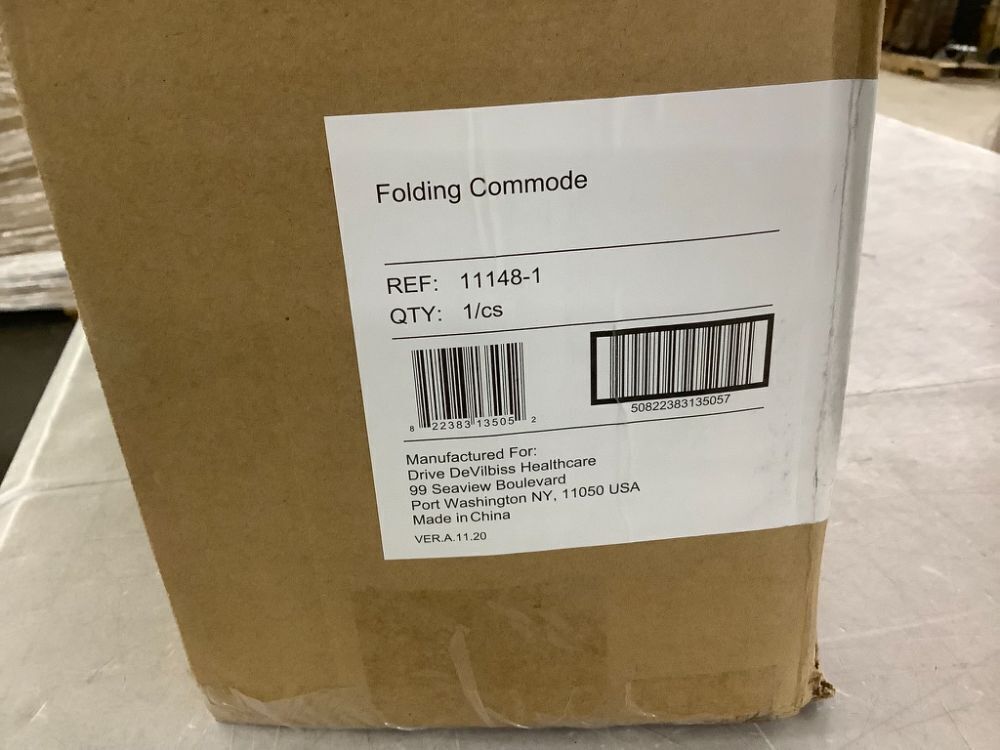 Folding Commode
REF: 11148-1
QTY: 1/cs
8 22383 13505 2
50822383135057
Manufactured For:
Drive DeVilbiss Healthcare
99 Seaview Boulevard
Port Washington NY, 11050 USA
Made in China
VER.A.11.20